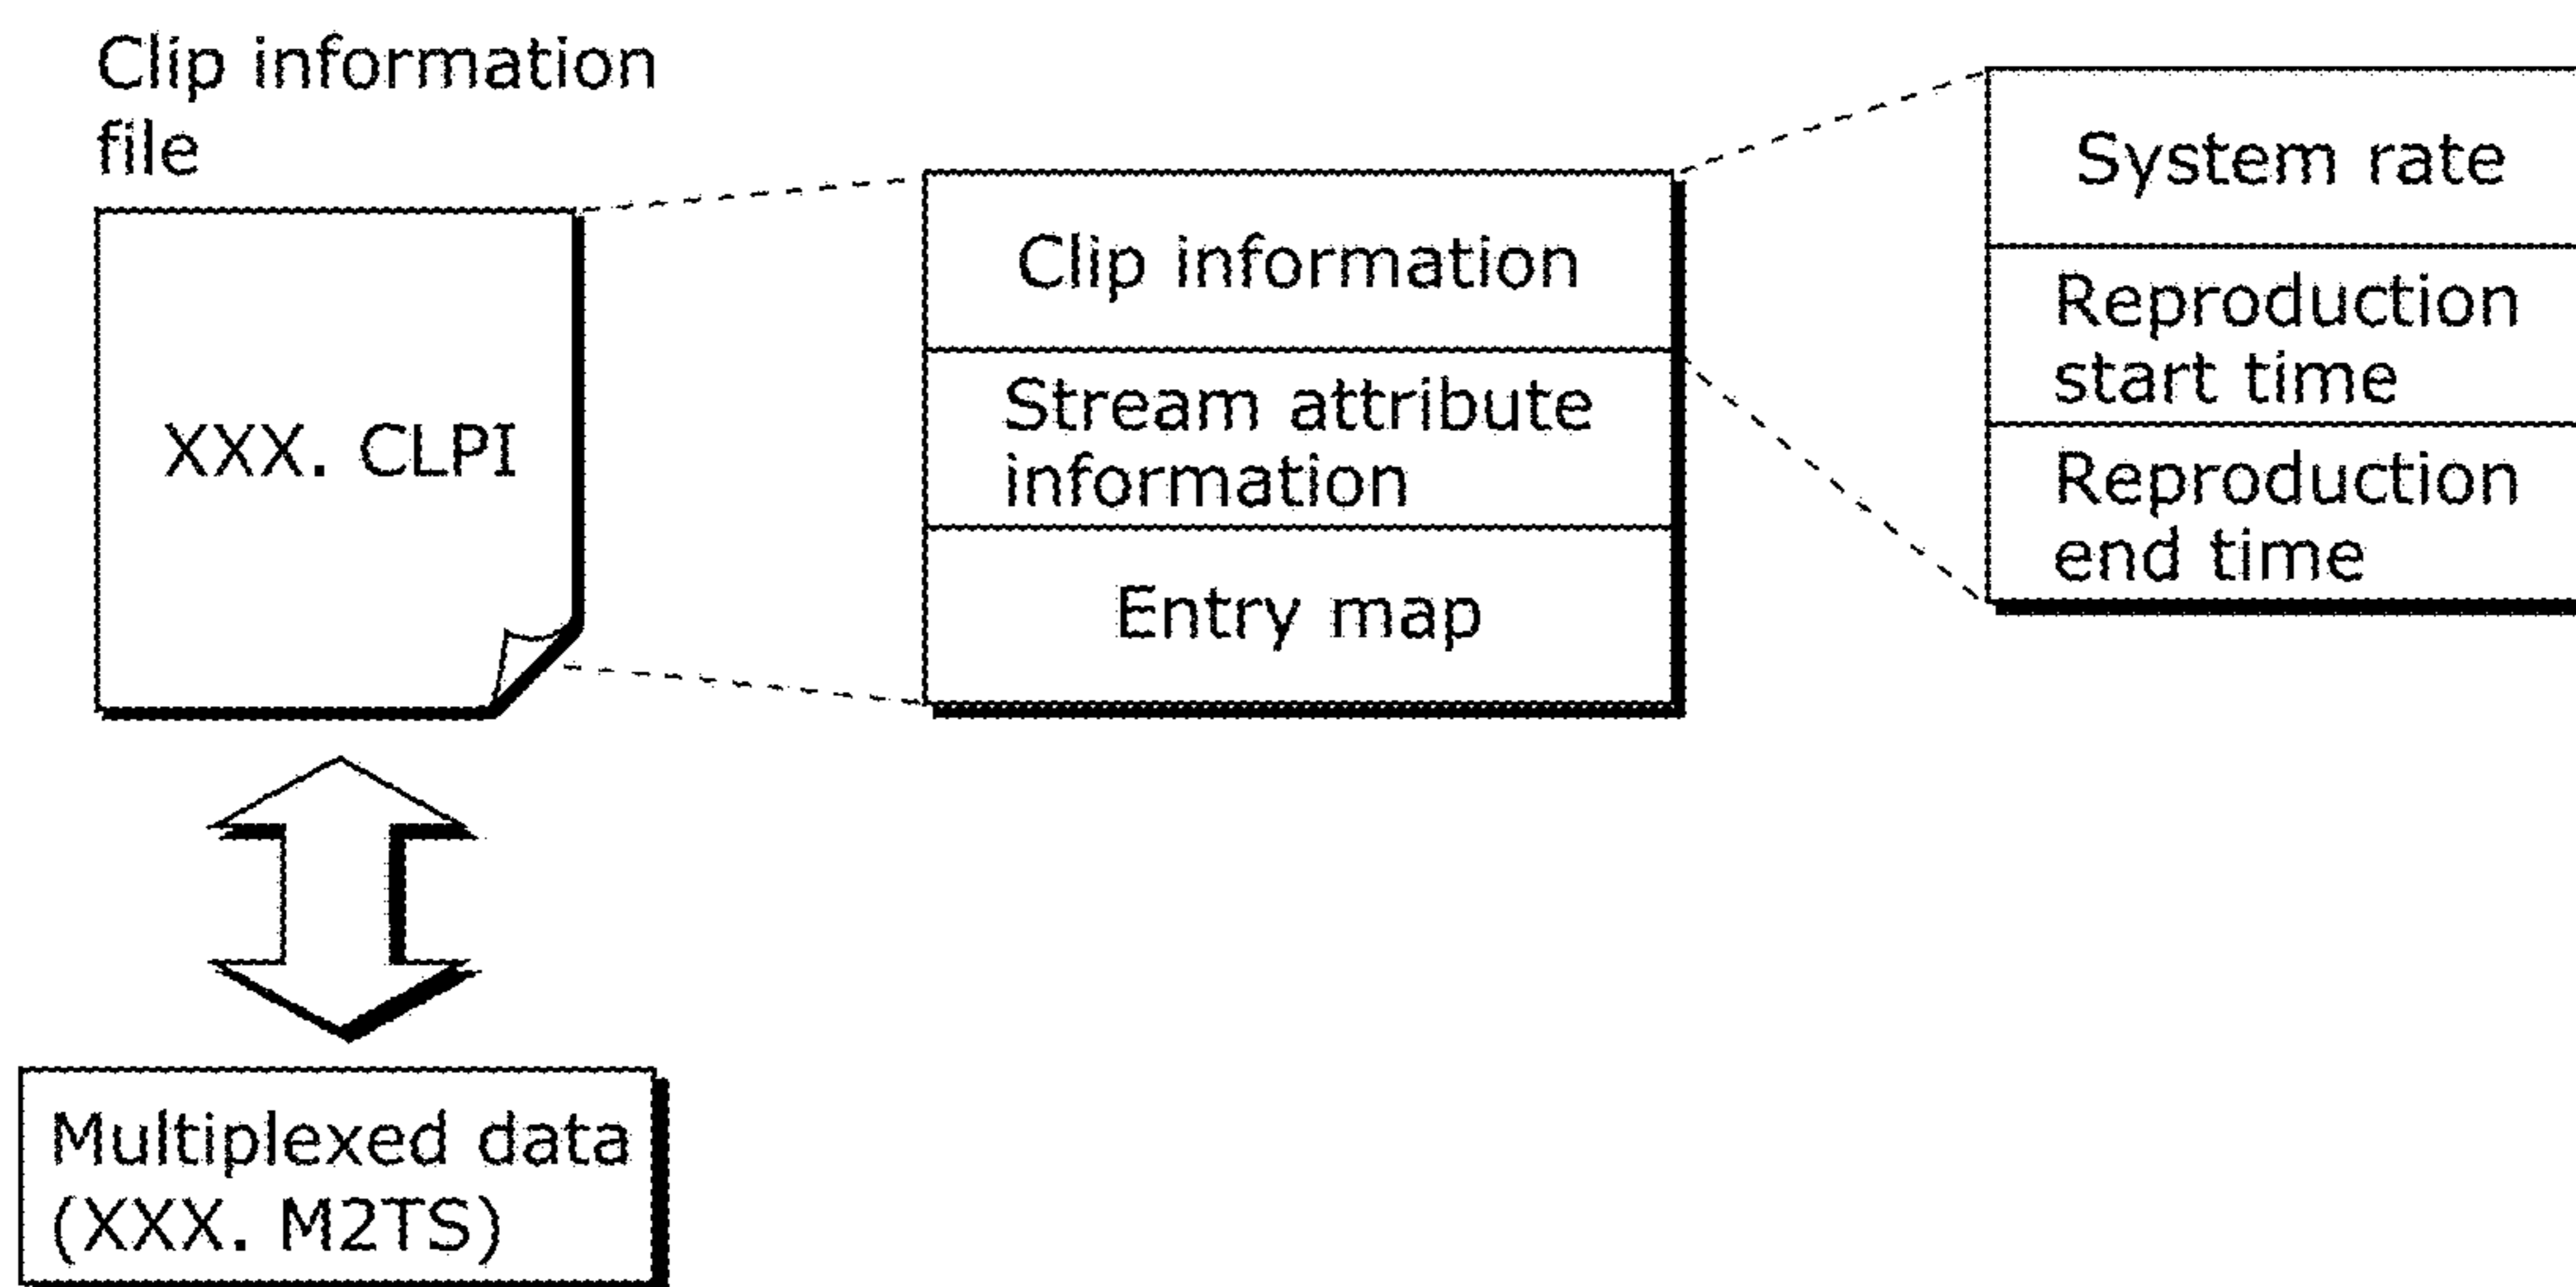 Clip information
file
XXX. CLPI
Clip information
Stream attribute
information
Entry map
System rate
Reproduction
start time
Reproduction
end time
Multiplexed data
(XXX. M2TS)